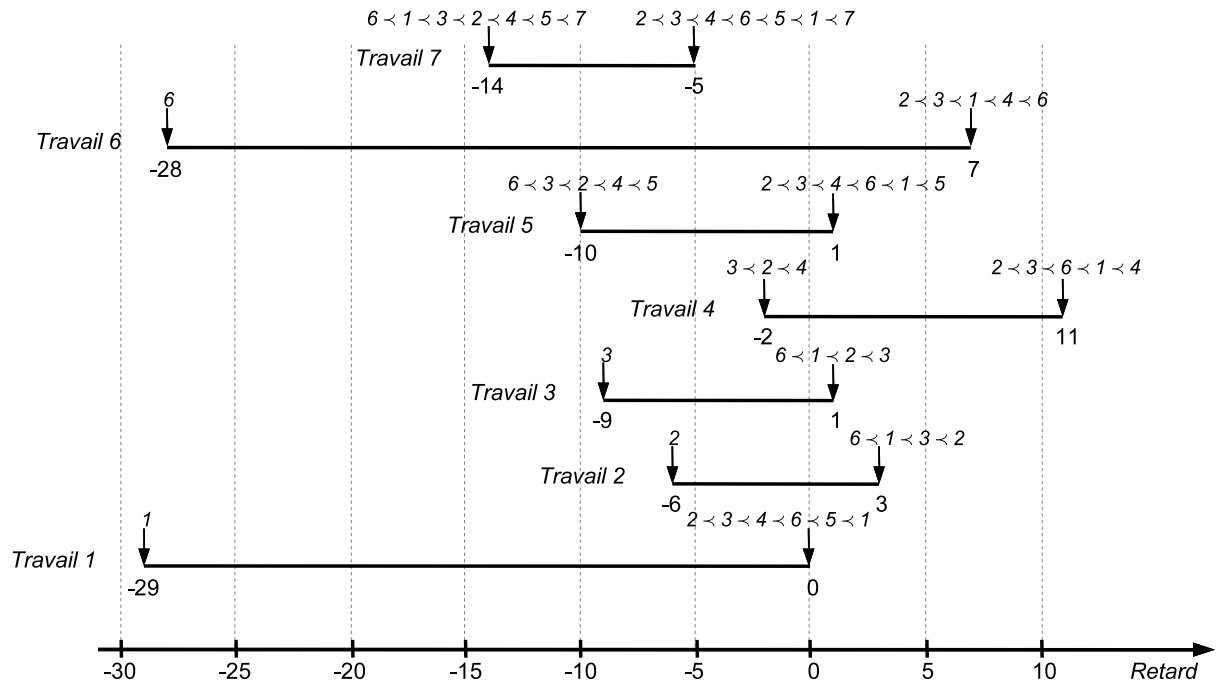 6 ≺ 1 ≺ 3 ≺ 2 ≺ 4 ≺ 5 ≺ 7 2 ≺ 3 ≺ 4 ≺ 6 ≺ 5 ≺ 1 ≺ 7
Travail 7
-14 -5
6 2 ≺ 3 ≺ 1 ≺ 4 ≺ 6
Travail 6
-28 7
6 ≺ 3 ≺ 2 ≺ 4 ≺ 5 2 ≺ 3 ≺ 4 ≺ 6 ≺ 1 ≺ 5
Travail 5
-10 1
3 ≺ 2 ≺ 4 2 ≺ 3 ≺ 6 ≺ 1 ≺ 4
Travail 4
-2 11
3 6 ≺ 1 ≺ 2 ≺ 3
Travail 3
-9 1
2 6 ≺ 1 ≺ 3 ≺ 2
Travail 2
-6 3
1 2 ≺ 3 ≺ 4 ≺ 6 ≺ 5 ≺ 1
Travail 1
-29 0
-30 -25 -20 -15 -10 -5 0 5 10 Retard